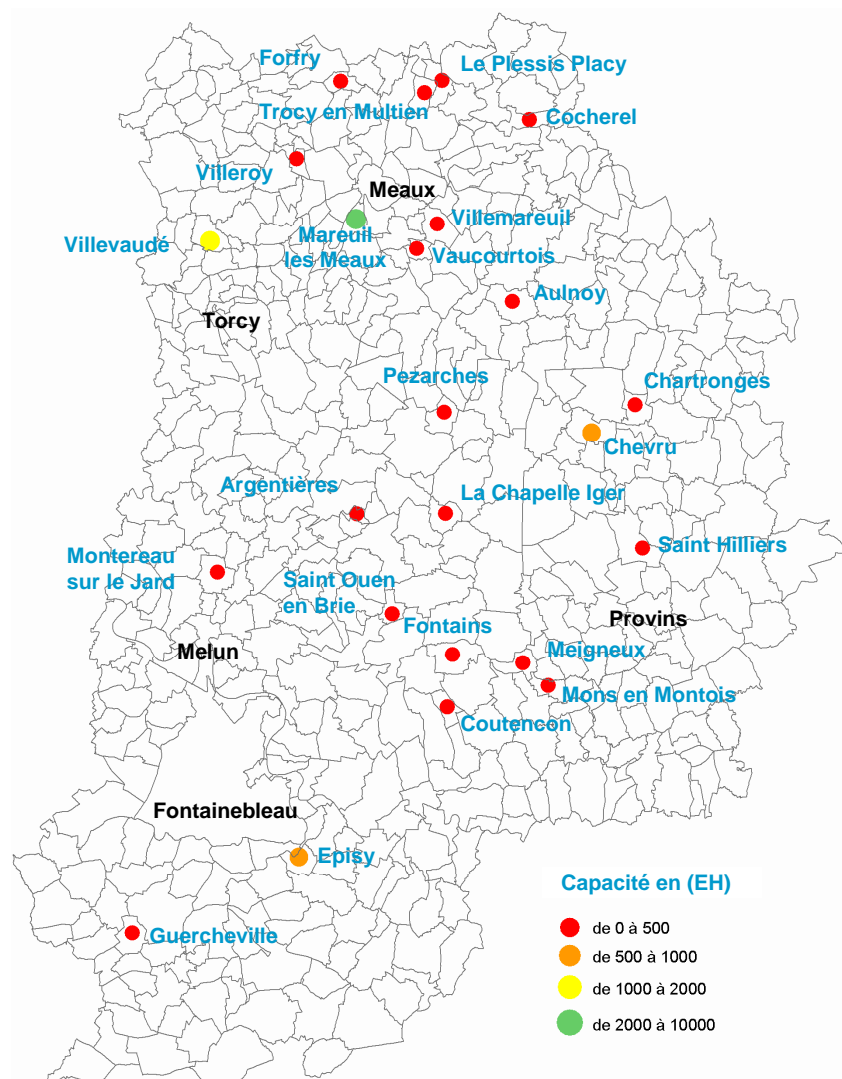 Forfry
Le Plessis Placy
Trocy en Multien
Cocherel
Villeroy
Meaux
Villemareuil
Mareuil
les Meaux
Villevaudé
Vaucourtois
Aulnoy
Torcy
Pezarches
Chartronges
Chevru
Argentières
La Chapelle Iger
Saint Hilliers
Montereau
sur le Jard
Saint Ouen
en Brie
Fontains
Provins
Melun
Meigneux
Mons en Montois
Coutencon
Fontainebleau
Episy
Guercheville
Capacité en (EH)
de 0 à 500
de 500 à 1000
de 1000 à 2000
de 2000 à 10000